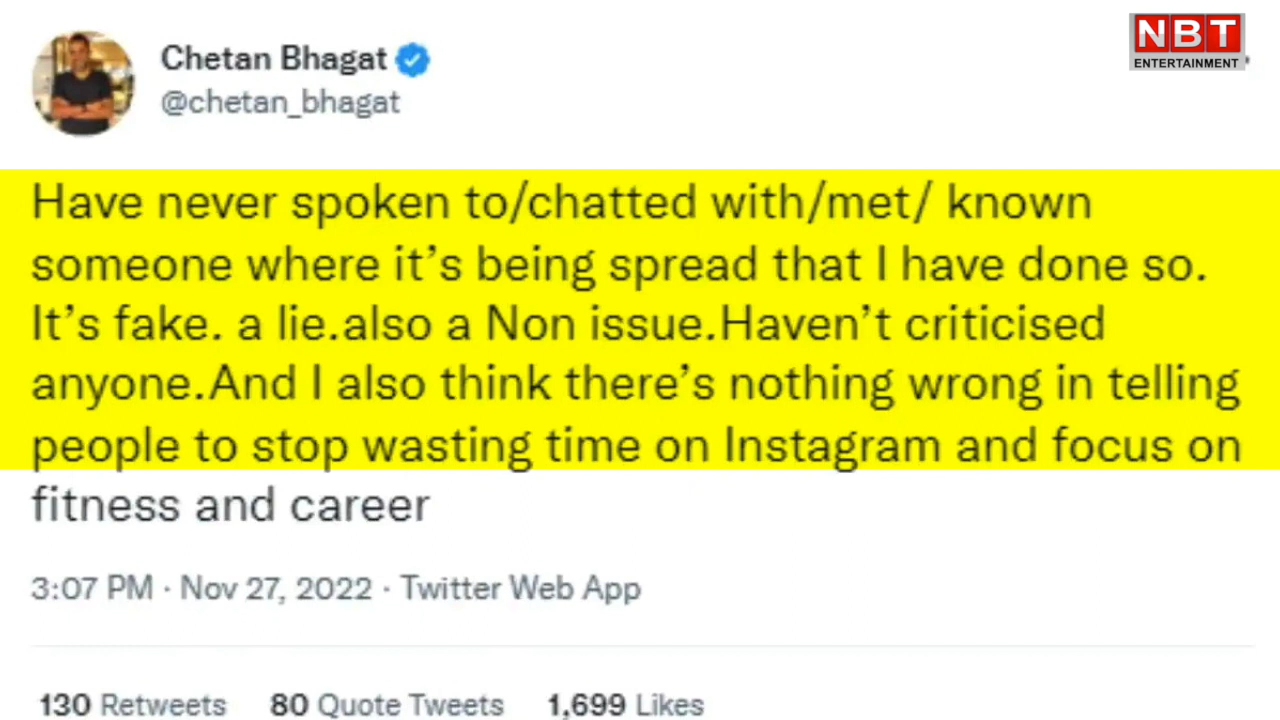 Chetan Bhagat
@chetan_bhagat
NBT
ENTERTAINMENT
Have never spoken to/chatted with/met/ known
someone where it’s being spread that I have done so.
It’s fake. a lie.also a Non issue.Haven’t criticised
anyone.And I also think there’s nothing wrong in telling
people to stop wasting time on Instagram and focus on
fitness and career
3:07 PM · Nov 27, 2022 · Twitter Web App
130 Retweets 80 Quote Tweets 1,699 Likes